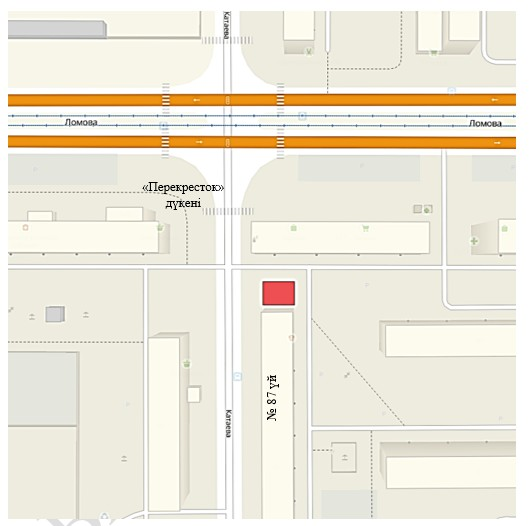 Катаева
Ломова
Ломова
«Перекресток»
дүкені
№ 87 үй
Катаева